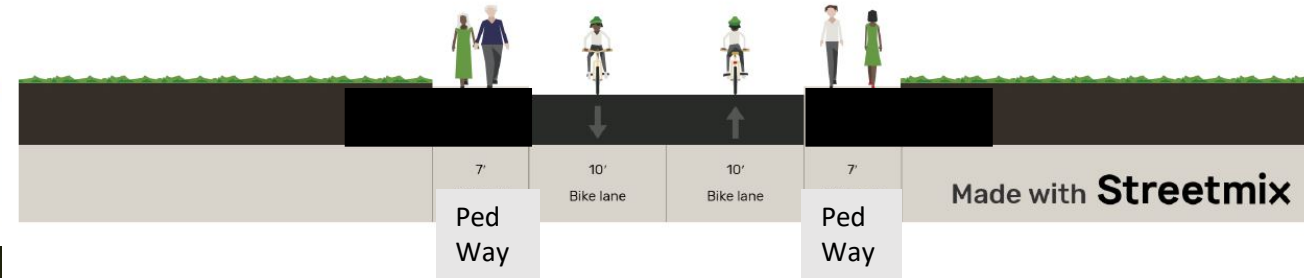 7' 10' 10' 7'
Bike lane Bike lane
Made with Streetmix
Ped Ped
Way Way